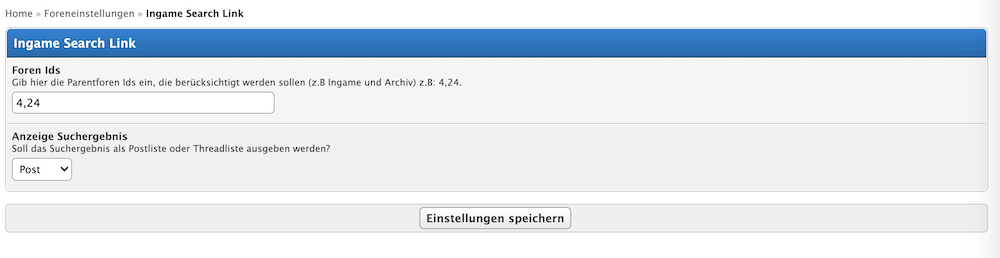 Home » Foreneinstellungen » Ingame Search Link
Ingame Search Link
Foren Ids
Gib hier die Parentforen Ids ein, die berücksichtigt werden sollen (z.B Ingame und Archiv) z.B: 4,24.
4,24
Anzeige Suchergebnis
Soll das Suchergebnis als Postliste oder Threadliste ausgeben werden?
Post
Einstellungen speichern